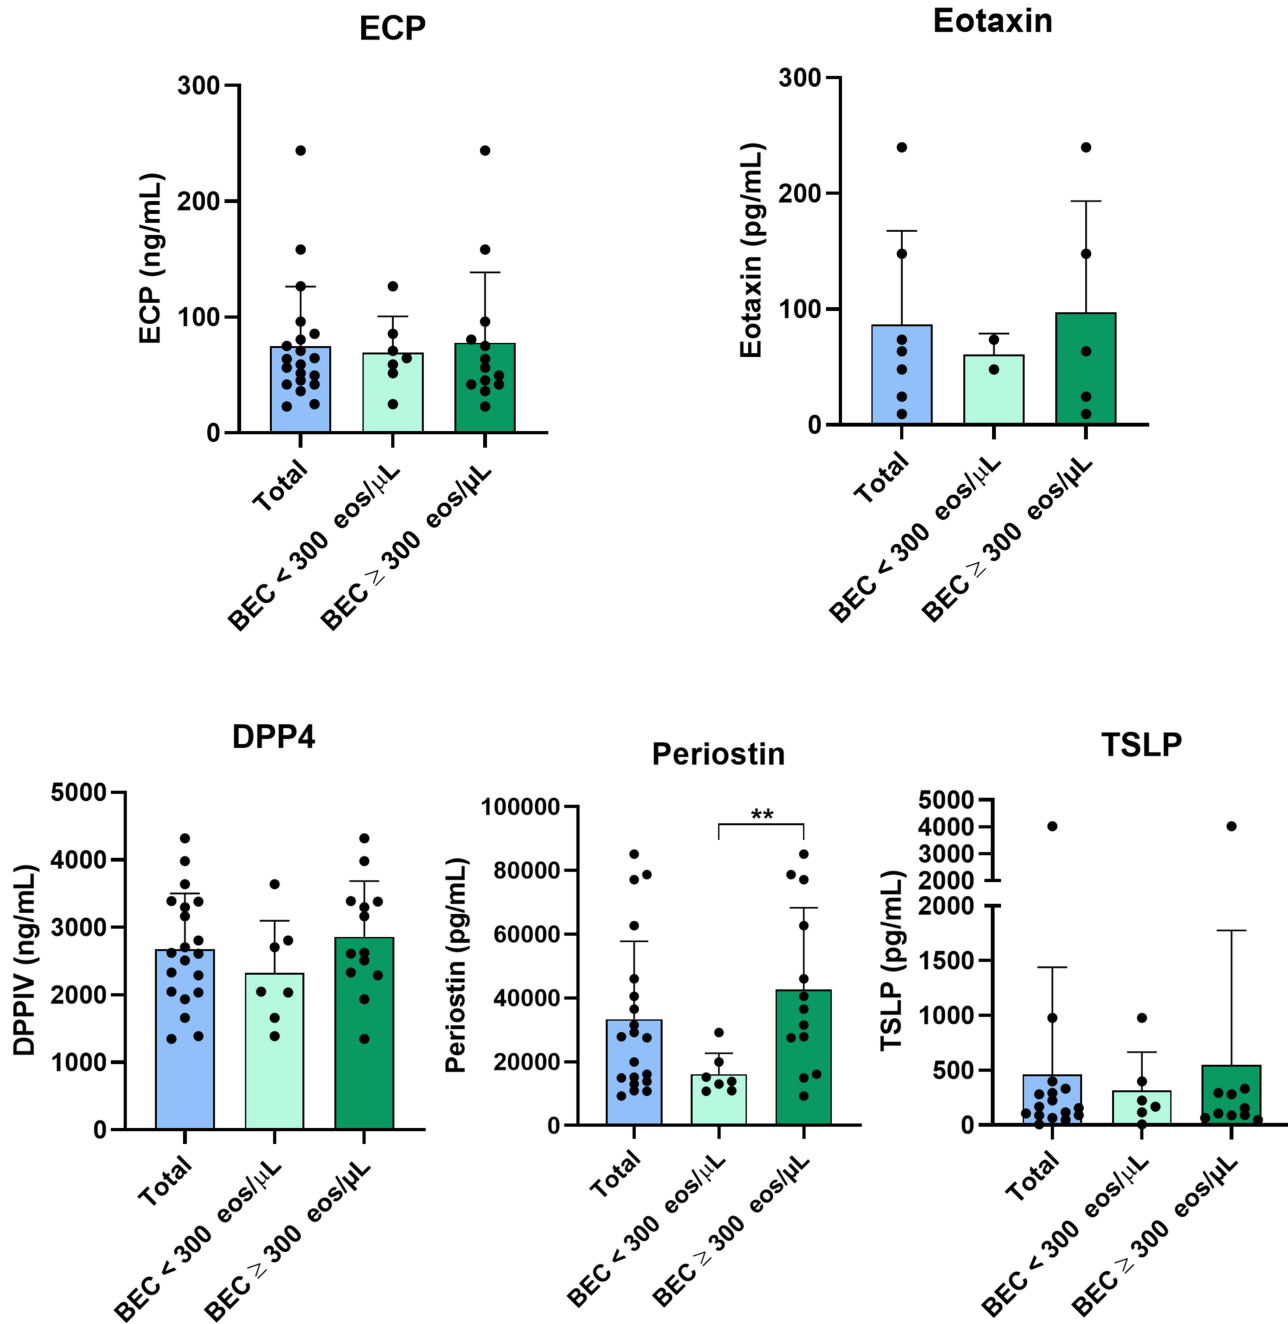 ECP
ECP (ng/mL)
300
200
100
0
Total
BEC < 300 eos/μL
BEC ≥ 300 eos/µL
Eotaxin
Eotaxin (pg/mL)
300
200
100
0
Total
BEC < 300 eos/μL
BEC ≥ 300 eos/µL
DPP4
DPPIV (ng/mL)
5000
4000
3000
2000
1000
0
Total
BEC < 300 eos/μL
BEC ≥ 300 eos/µL
Periostin
Periostin (pg/mL)
100000
80000
60000
40000
20000
0
**
Total
BEC < 300 eos/μL
BEC ≥ 300 eos/µL
TSLP
TSLP (pg/mL)
5000
4000
3000
2000
2000
1500
1000
500
0
Total
BEC < 300 eos/μL
BEC ≥ 300 eos/µL